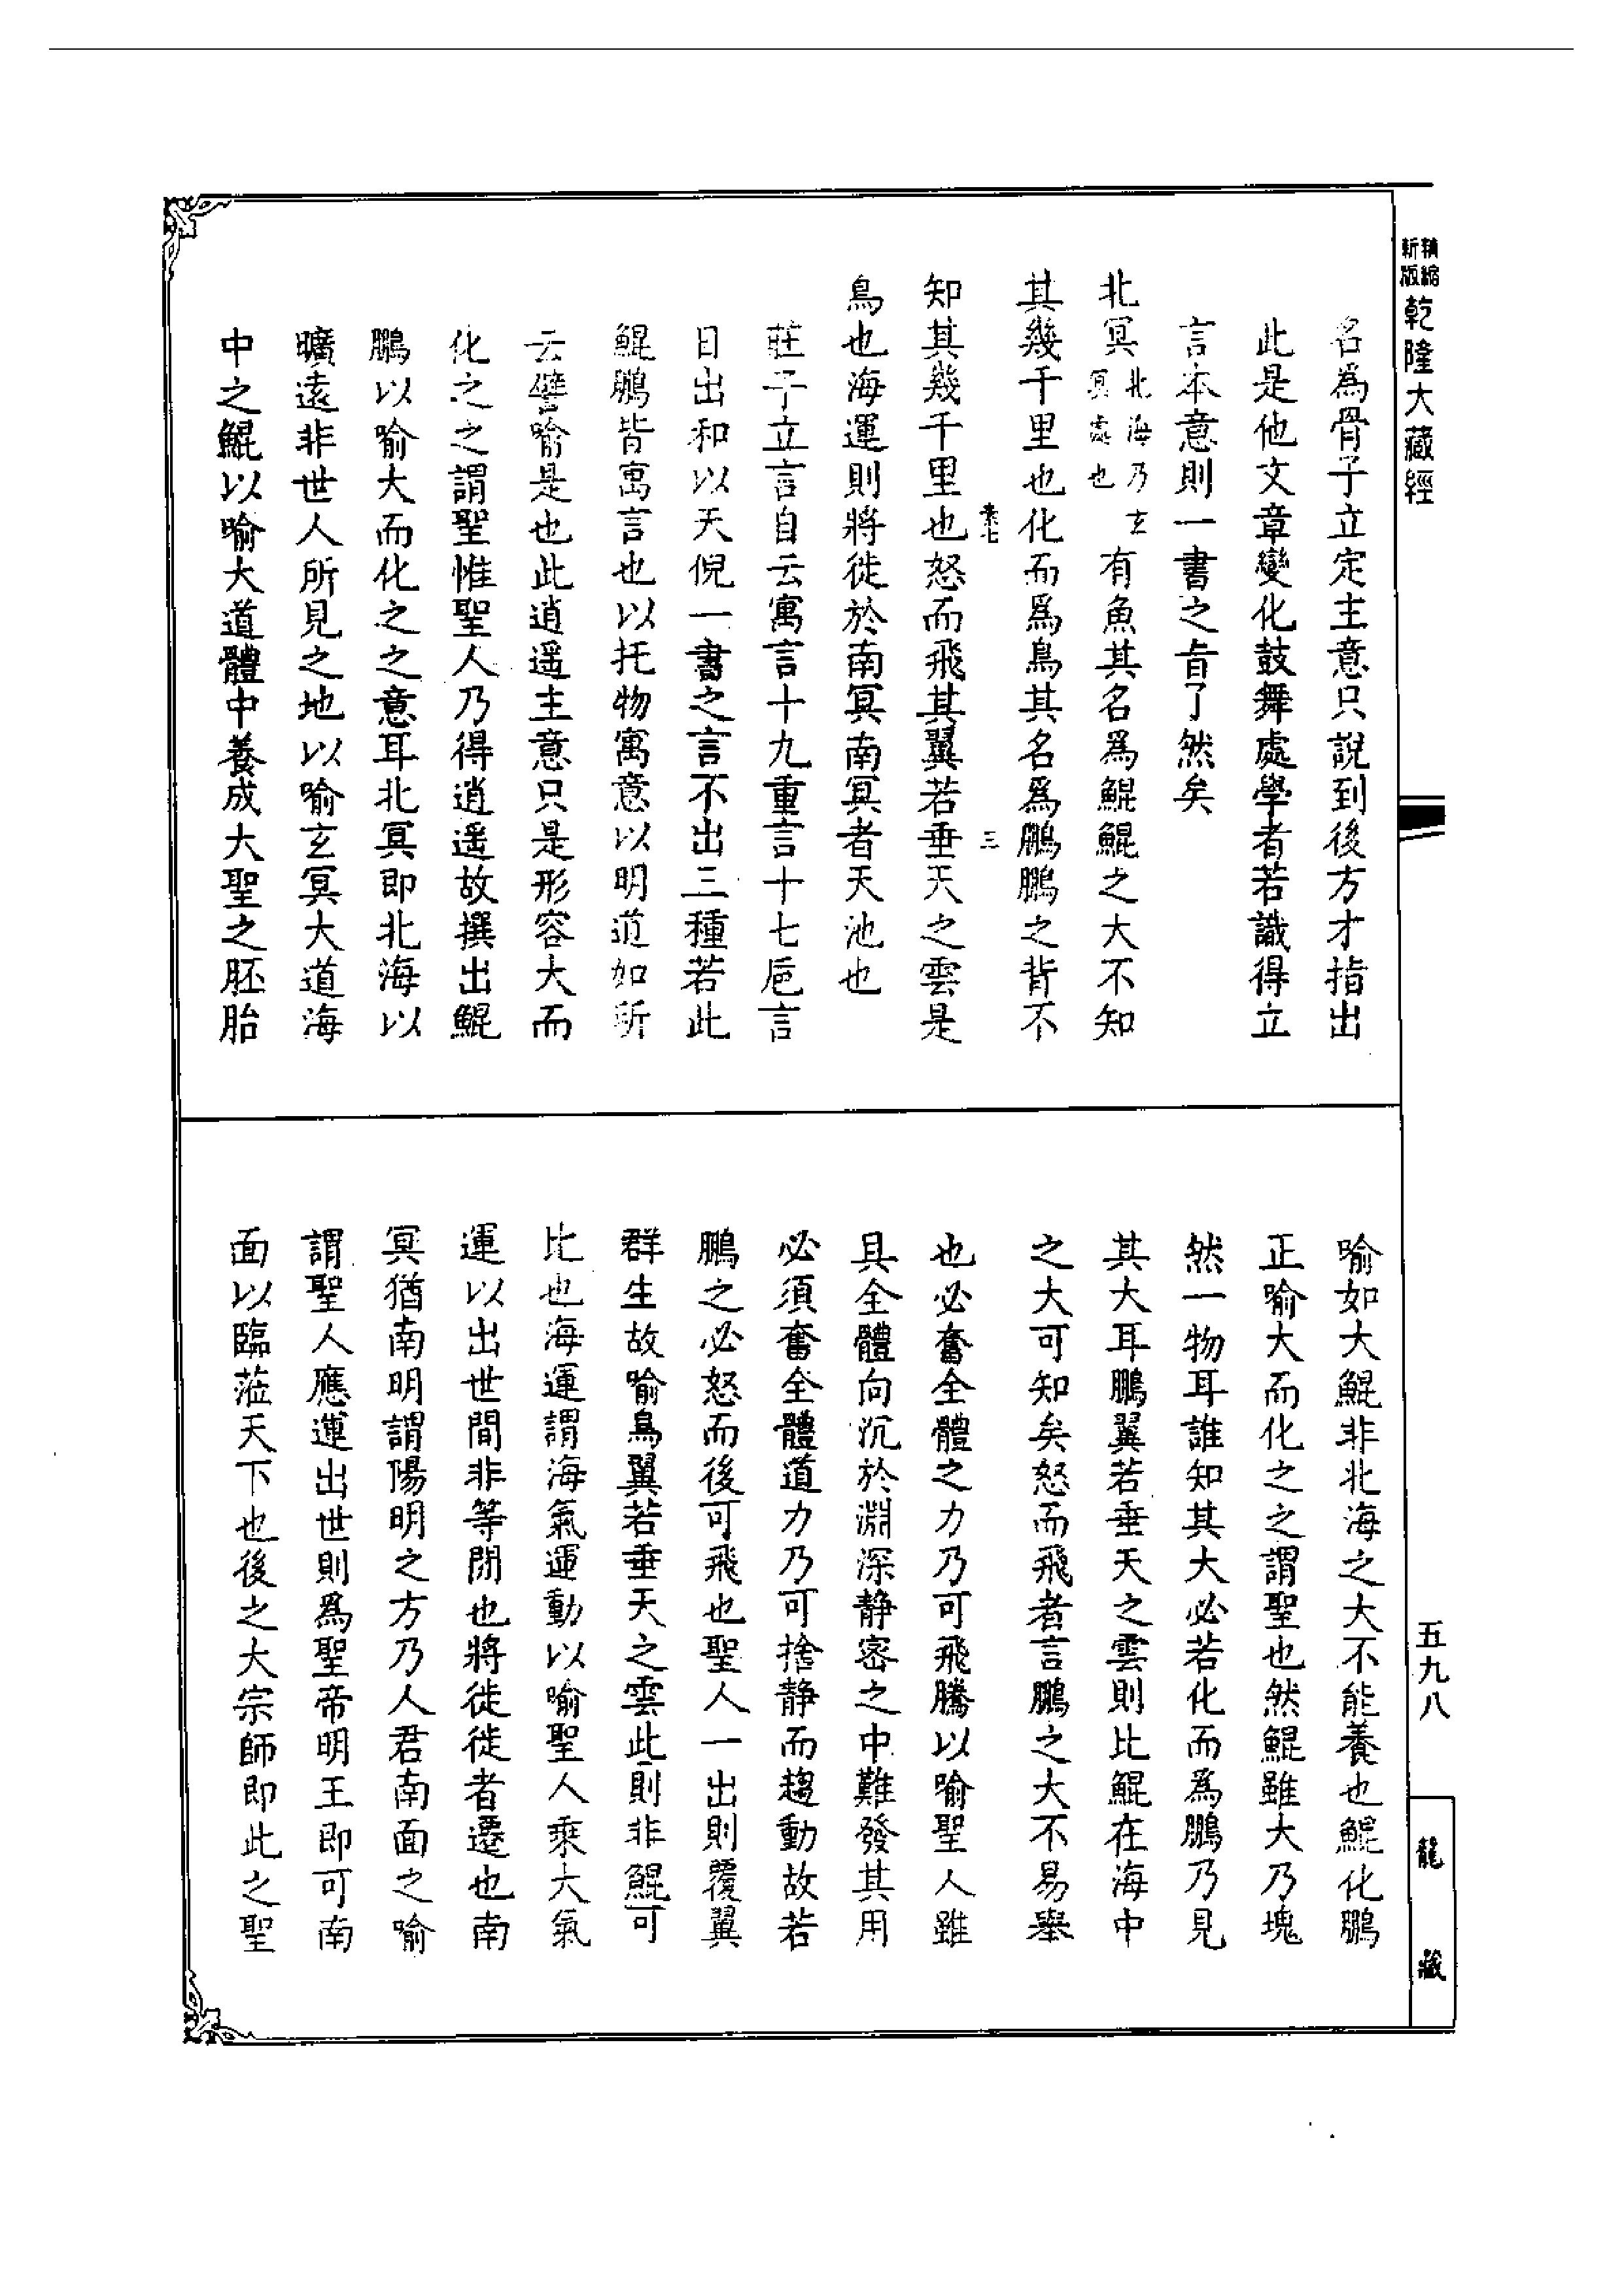 精縮新版乾隆大藏經
名為骨子立定主意只說到後方才指出
此是他文章變化鼓舞處學者若識得立
言本意則一書之旨了然矣
北冥北海乃玄冥處也有魚其名爲鯤鯤之大不知
其幾千里也化而爲鳥其名爲鵬鵬之背不
素七 三
知其幾千里也怒而飛其翼若垂天之雲是
鳥也海運則將徙於南冥南冥者天池也
莊子立言自云寓言十九重言十七巵言
日出和以天倪一書之言不出三種若此
鯤鵬皆寓言也以托物寓意以明道如所
云譬喻是也此逍遥主意只是形容大而
化之之謂聖惟聖人乃得逍遥故撰出鯤
鵬以喻大而化之之意耳北冥即北海以
曠遠非世人所見之地以喻玄冥大道海
中之鯤以喻大道體中養成大聖之胚胎
喻如大鯤非北海之大不能養也鯤化鵬
正喻大而化之之謂聖也然鯤雖大乃塊
然一物耳誰知其大必若化而爲鵬乃見
其大耳鵬翼若垂天之雲則比鯤在海中
之大可知矣怒而飛者言鵬之大不易舉
也必奮全體之力乃可飛騰以喻聖人雖
具全體向沉於淵深静密之中難發其用
必須奮全體道力乃可捨静而趨動故若
鵬之必怒而後可飛也聖人一出則覆翼
群生故喻鳥翼若垂天之雲此則非鯤可
比也海運謂海氣運動以喻聖人乘大氣
運以出世間非等閒也將徙徙者遷也南
冥猶南明謂陽明之方乃人君南面之喻
謂聖人應運出世則爲聖帝明王即可南
面以臨蒞天下也後之大宗師即此之聖
五九八
龍藏